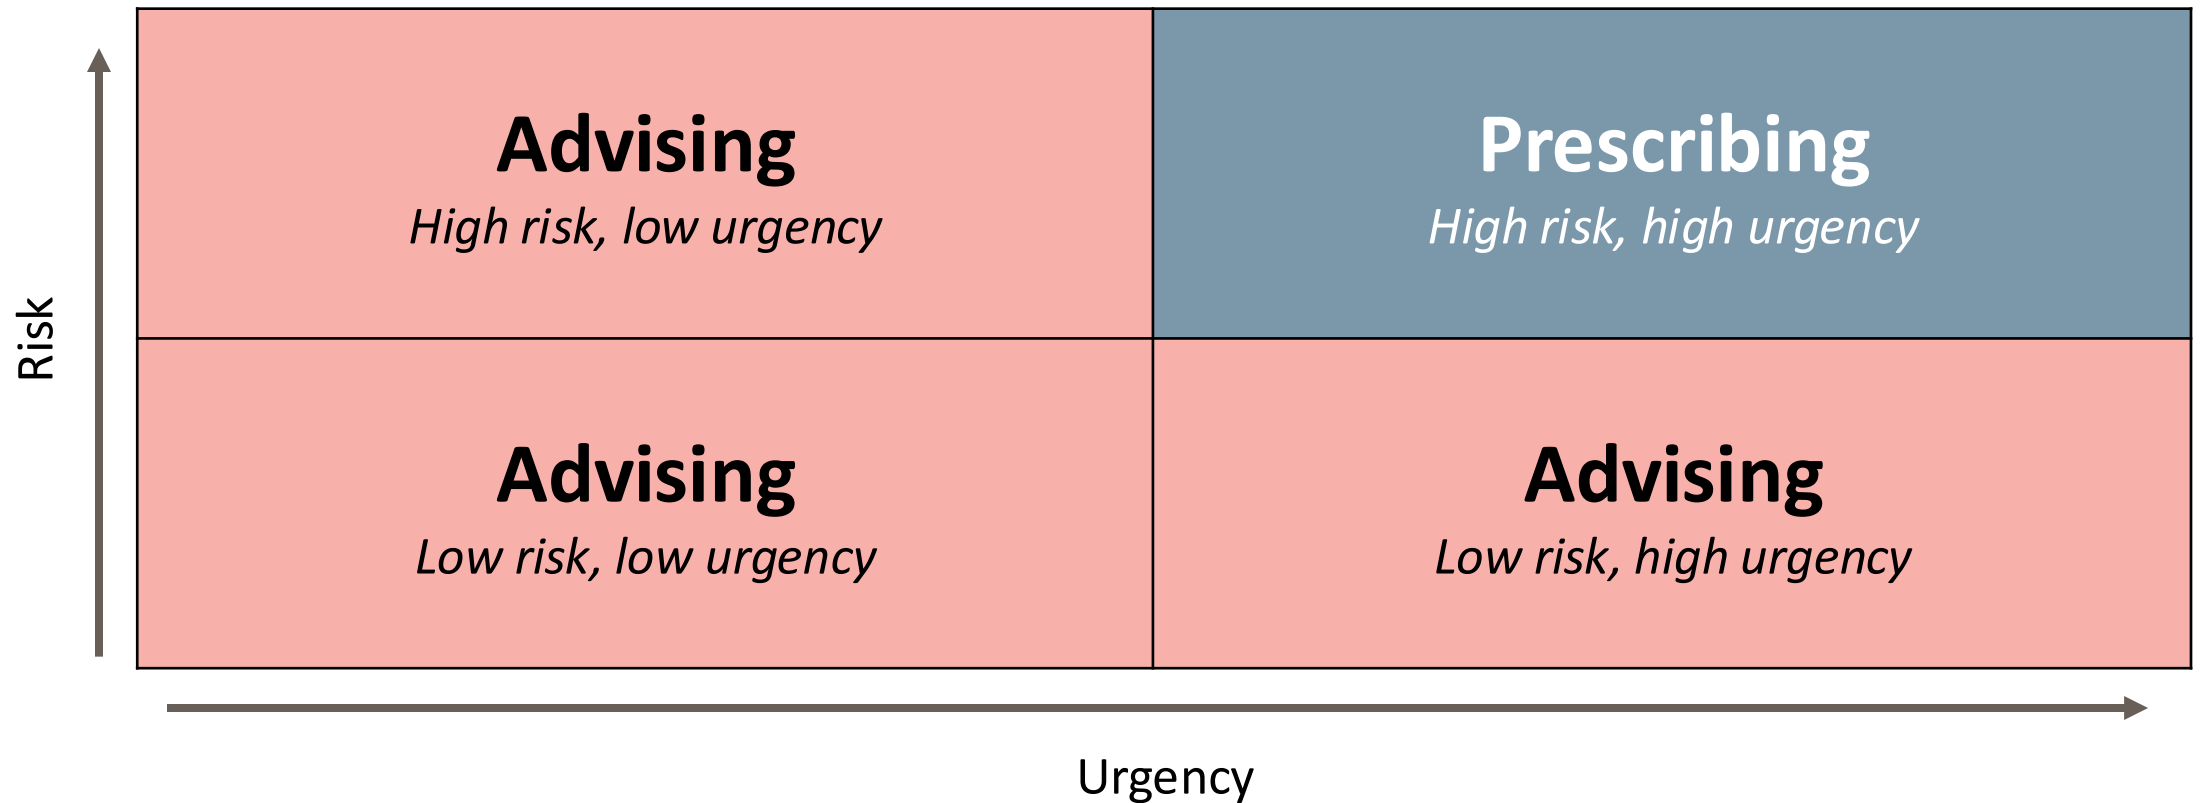 Advising
High risk, low urgency
Prescribing
High risk, high urgency
Risk
Advising
Low risk, low urgency
Advising
Low risk, high urgency
Urgency